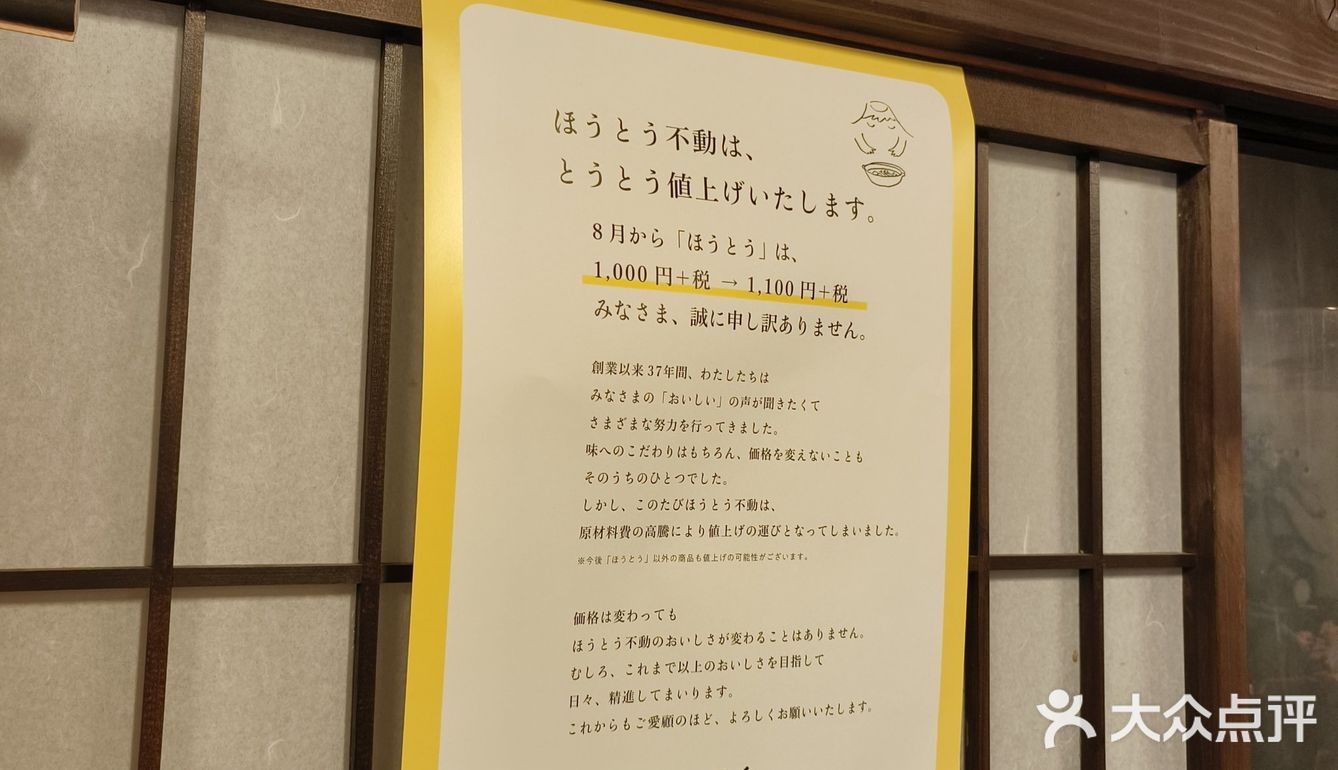 ほうとう不動は、
とうとう値上げいたします。
8月から「ほうとう」は、
1,000円+税 → 1,100円+税
みなさま、誠に申し訳ありません。
創業以来37年間、わたしたちは
みなさまの「おいしい」の声が聞きたくて
さまざまな努力を行ってきました。
味へのこだわりはもちろん、価格を変えないことも
そのうちのひとつでした。
しかし、このたびほうとう不動は、
原材料費の高騰により値上げの運びとなってしまいました。
※今後「ほうとう」以外の商品も値上げの可能性がございます。
価格は変わっても
ほうとう不動のおいしさが変わることはありません。
むしろ、これまで以上のおいしさを目指して
日々、精進してまいります。
これからもご愛顧のほど、よろしくお願いいたします。
大众点评